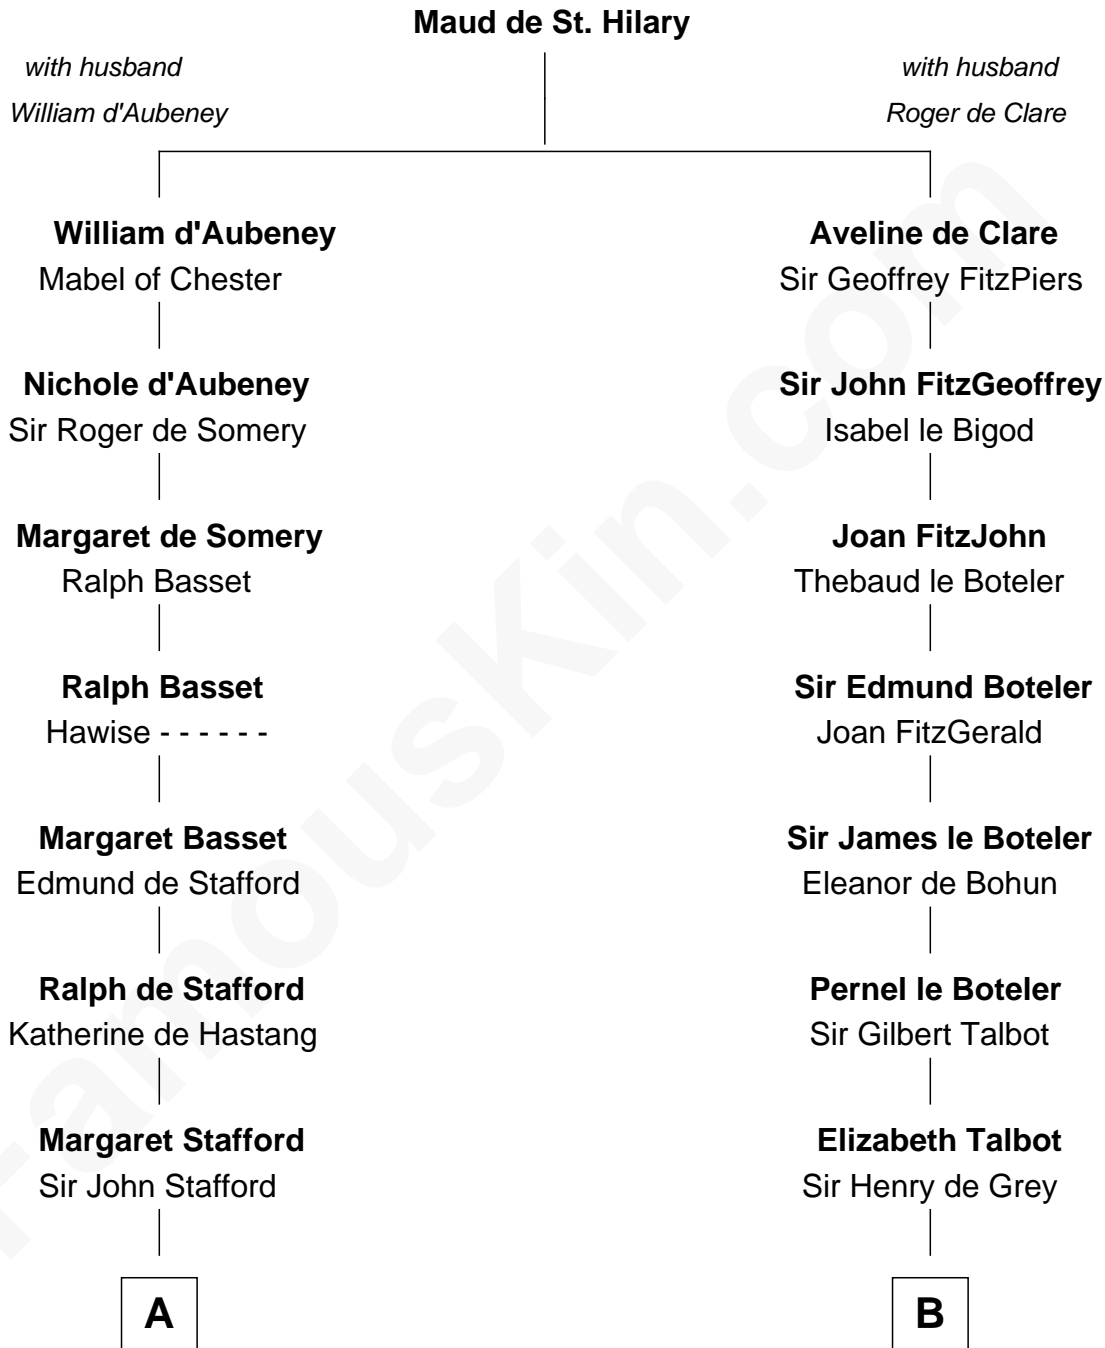 Maud de St. Hilary
with husband
William d'Aubeney
with husband
Roger de Clare
William d'Aubeney
Mabel of Chester
Aveline de Clare
Sir Geoffrey FitzPiers
Nichole d'Aubeney
Sir Roger de Somery
Sir John FitzGeoffrey
Isabel le Bigod
Margaret de Somery
Ralph Basset
Joan FitzJohn
Thebaud le Boteler
Ralph Basset
Hawise - - - - - -
Sir Edmund Boteler
Joan FitzGerald
Margaret Basset
Edmund de Stafford
Sir James le Boteler
Eleanor de Bohun
Ralph de Stafford
Katherine de Hastang
Pernel le Boteler
Sir Gilbert Talbot
Margaret Stafford
Sir John Stafford
Elizabeth Talbot
Sir Henry de Grey
A
B
FamousKin.com